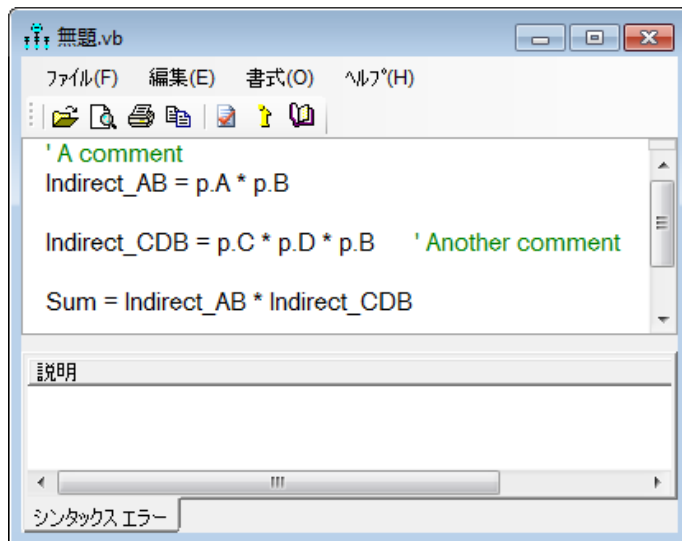 無題.vb
ファイル(F) 編集(E) 書式(O) ﾍﾙﾌﾟ(H)
' A comment
Indirect_AB = p.A * p.B
Indirect_CDB = p.C * p.D * p.B ' Another comment
Sum = Indirect_AB * Indirect_CDB
説明
シンタックス エラー